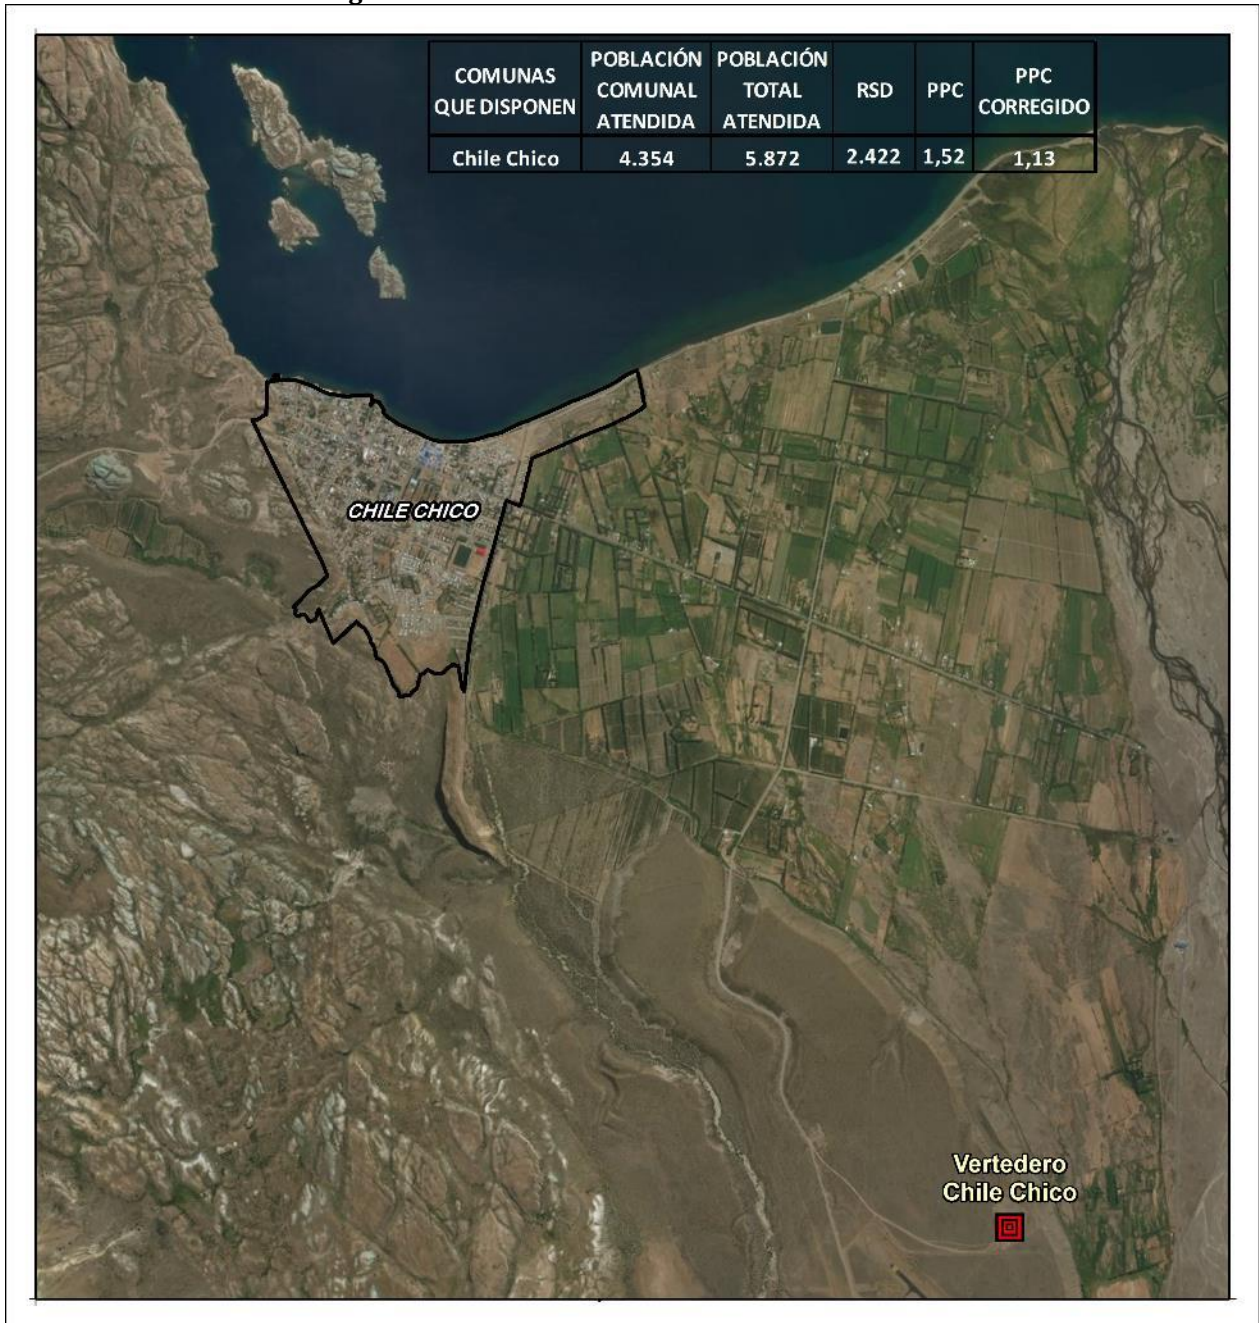 COMUNAS
QUE DISPONEN
POBLACIÓN
COMUNAL
ATENDIDA
POBLACIÓN
TOTAL
ATENDIDA
RSD
PPC
PPC
CORREGIDO
Chile Chico
4.354
5.872
2.422
1,52
1,13
CHILE CHICO
Vertedero
Chile Chico